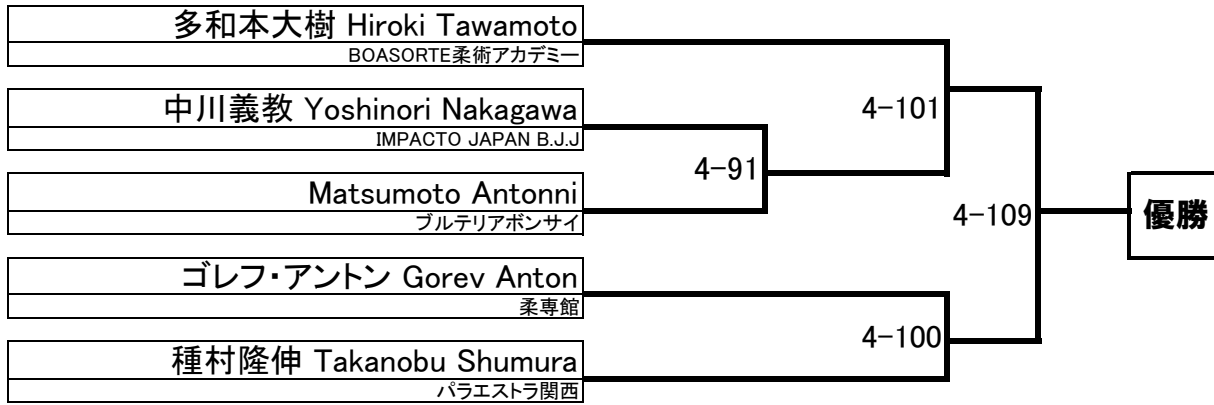 多和本大樹 Hiroki Tawamoto
BOASORTE柔術アカデミー
中川義教 Yoshinori Nakagawa
IMPACTO JAPAN B.J.J
Matsumoto Antonni
ブルテリアボンサイ
ゴレフ・アントン Gorev Anton
柔専館
種村隆伸 Takanobu Shumura
パラエストラ関西
4-91
4-101
4-100
4-109
優勝